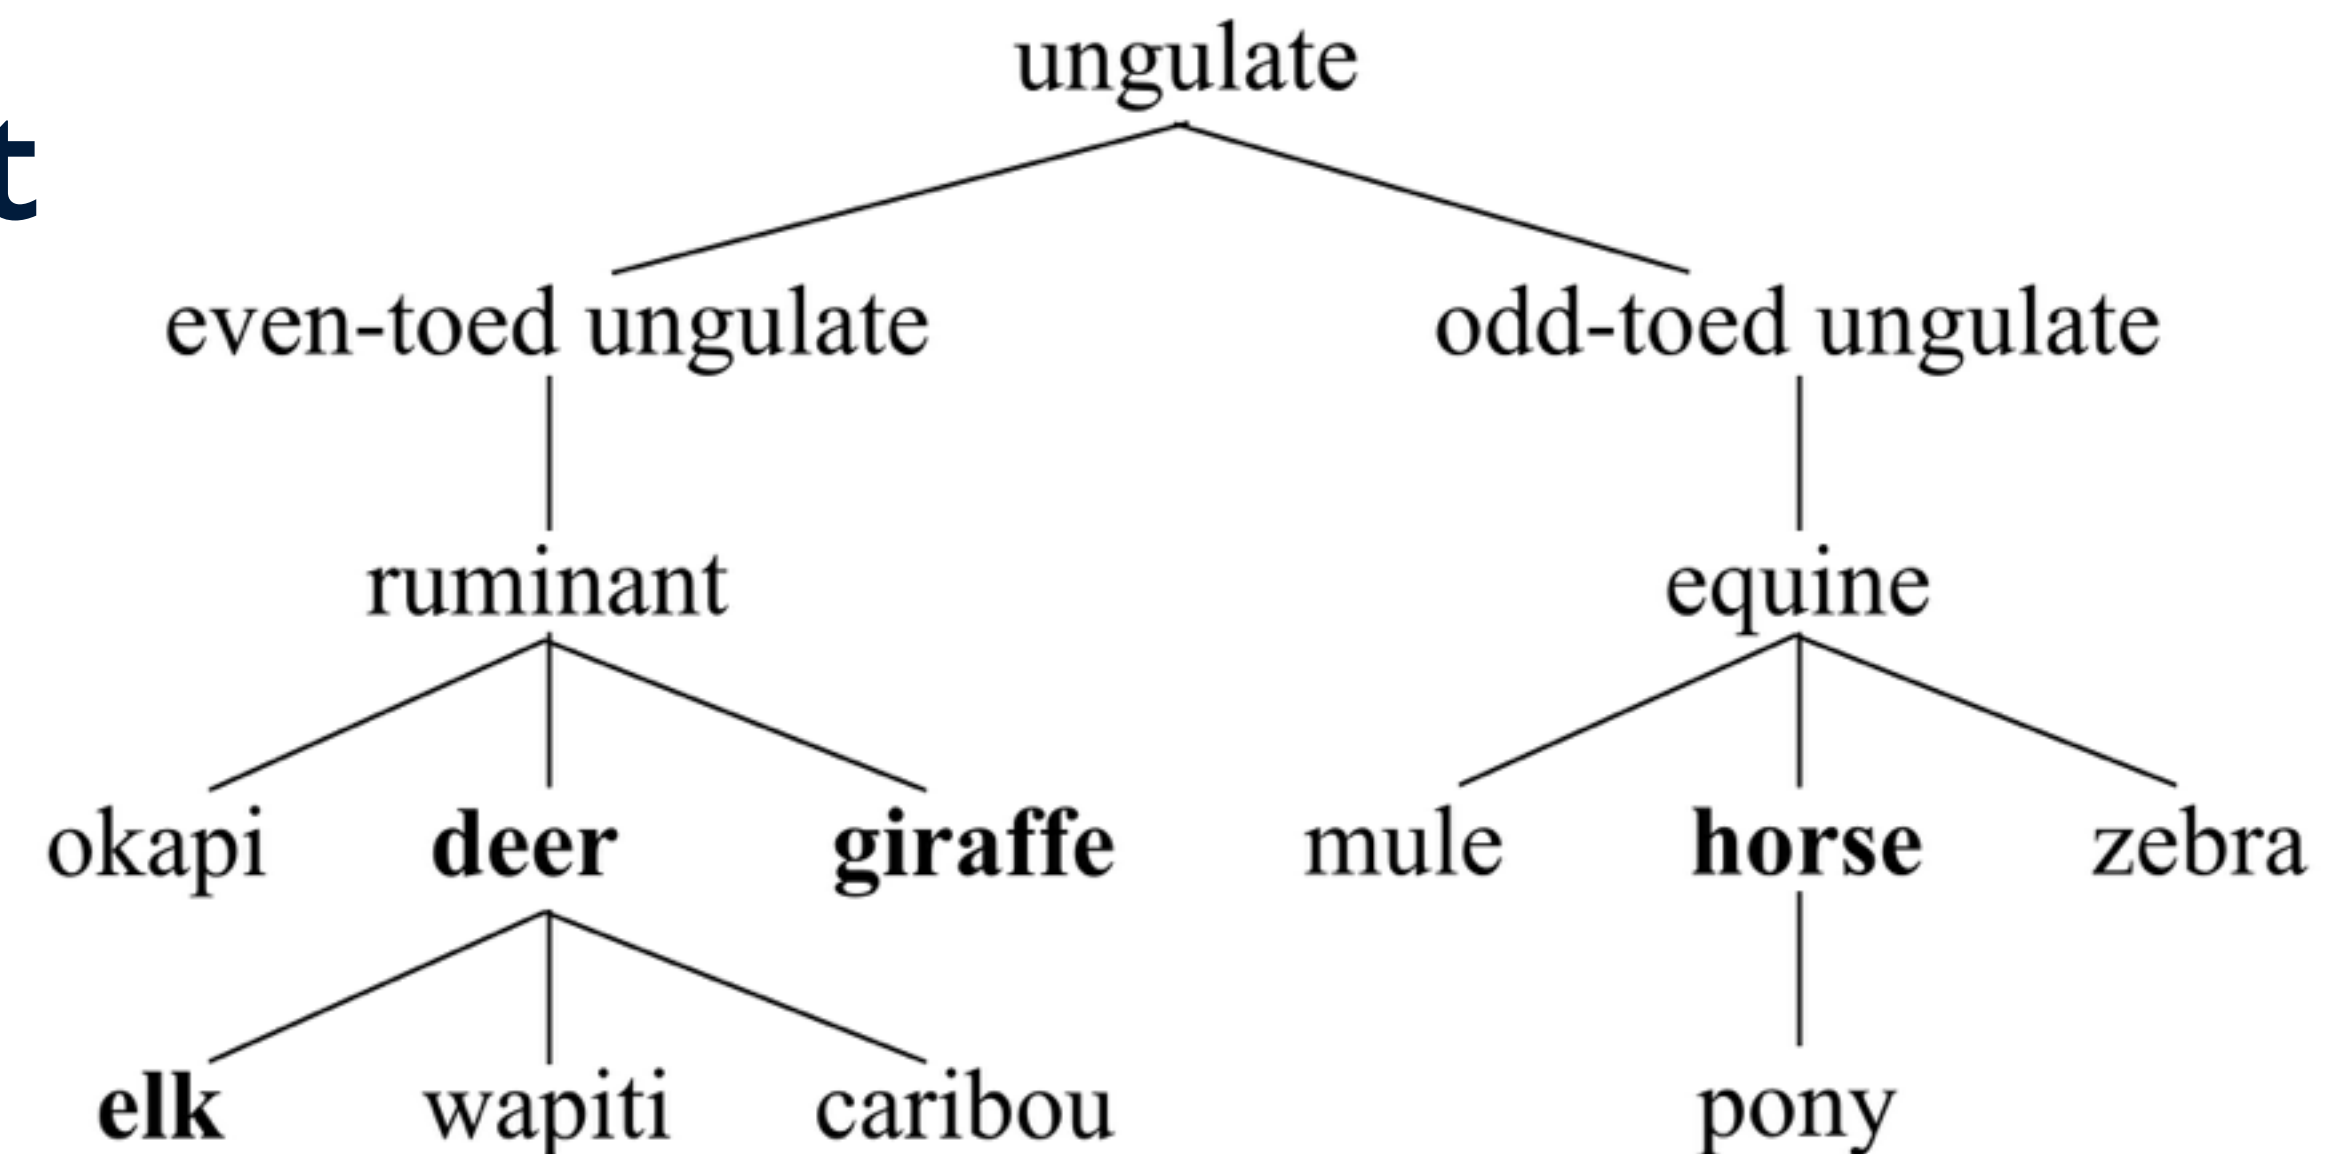 ungulate
t
even-toed ungulate odd-toed ungulate
ruminant equine
okapi deer giraffe mule horse zebra
elk wapiti caribou pony